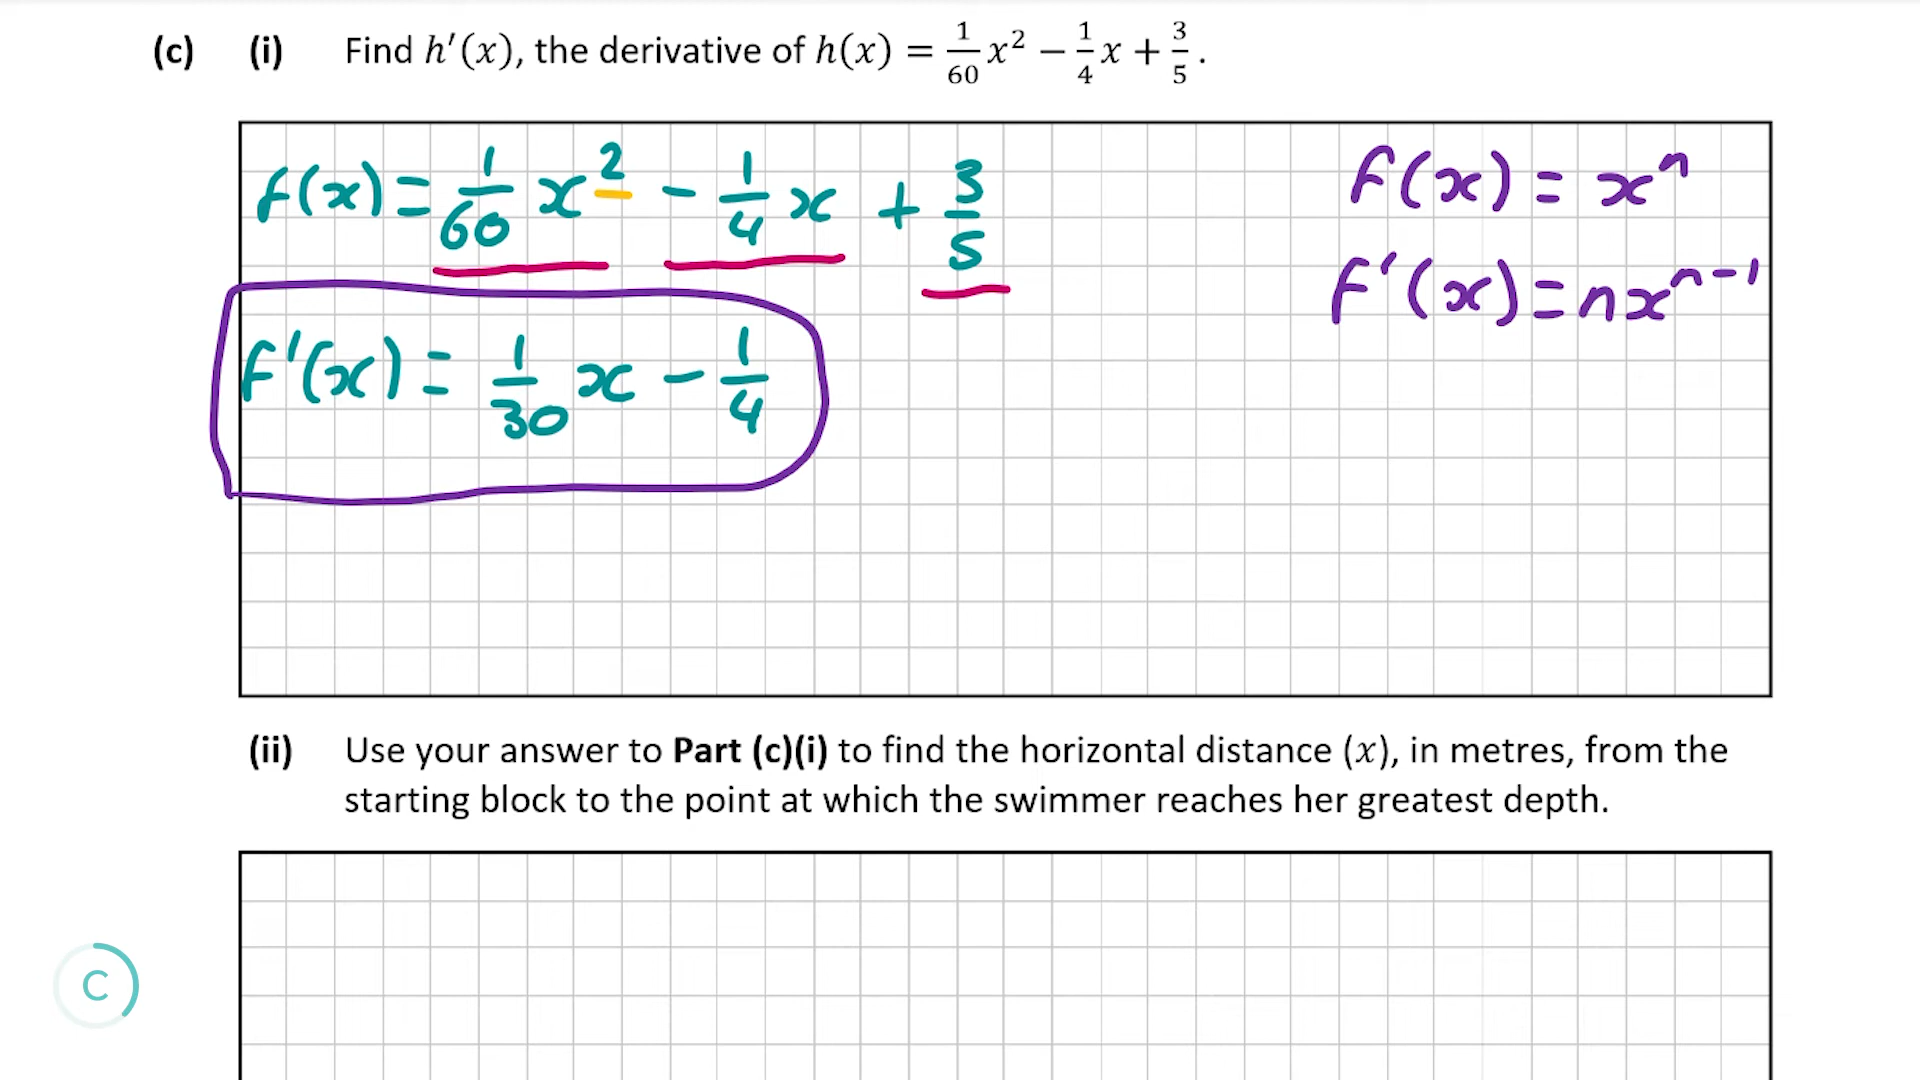 (c) (i) Find h′(x), the derivative of h(x) = 1/60 x² − 1/4 x + 3/5 .
f(x) = 1/60 x² − 1/4 x + 3/5
f(x) = xⁿ
f'(x) = nxⁿ⁻¹
f'(x) = 1/30 x − 1/4
(ii) Use your answer to Part (c)(i) to find the horizontal distance (x), in metres, from the
starting block to the point at which the swimmer reaches her greatest depth.
C